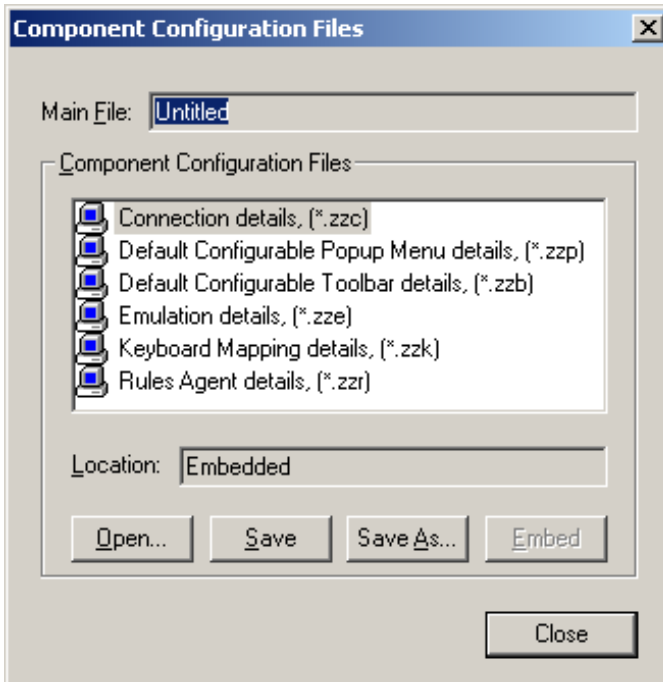 Component Configuration Files
Main File: Untitled
Component Configuration Files
Connection details, (*.zzc)
Default Configurable Popup Menu details, (*.zzp)
Default Configurable Toolbar details, (*.zzb)
Emulation details, (*.zze)
Keyboard Mapping details, (*.zzk)
Rules Agent details, (*.zzr)
Location: Embedded
Open... Save Save As... Embed
Close